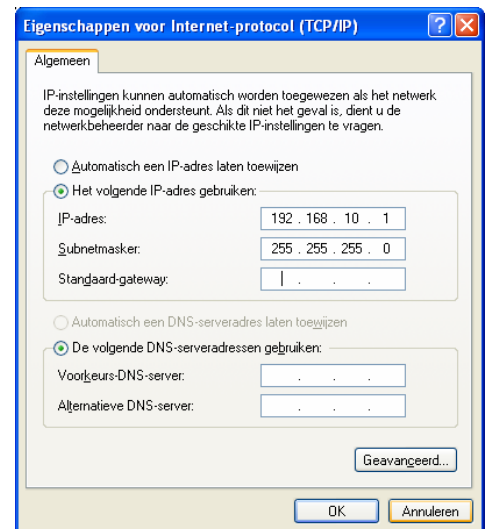 Eigenschappen voor Internet-protocol (TCP/IP)
Algemeen
IP-instellingen kunnen automatisch worden toegewezen als het netwerk
deze mogelijkheid ondersteunt. Als dit niet het geval is, dient u de
netwerkbeheerder naar de geschikte IP-instellingen te vragen.
Automatisch een IP-adres laten toewijzen
Het volgende IP-adres gebruiken:
IP-adres: 192 . 168 . 10 . 1
Subnetmasker: 255 . 255 . 255 . 0
Standaard-gateway: . . .
Automatisch een DNS-serveradres laten toewijzen
De volgende DNS-serveradressen gebruiken:
Voorkeurs-DNS-server: . . .
Alternatieve DNS-server: . . .
Geavanceerd...
OK Annuleren